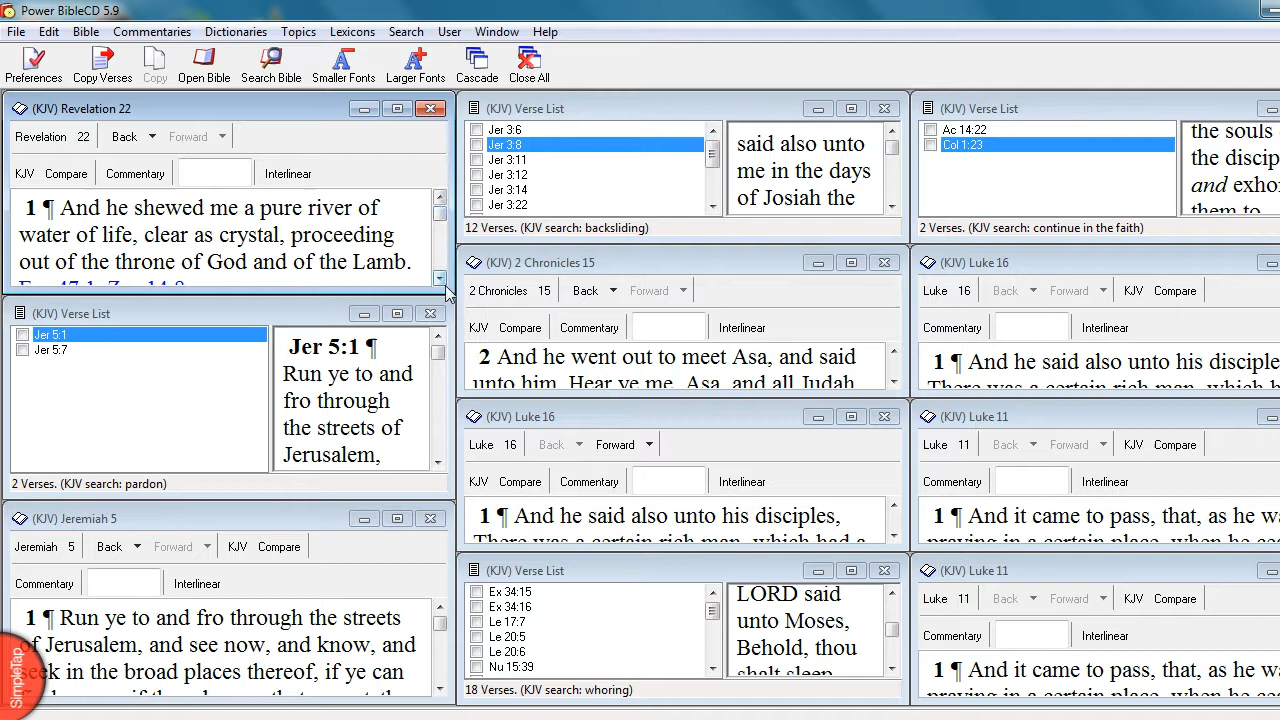 Power BibleCD 5.9
File Edit Bible Commentaries Dictionaries Topics Lexicons Search User Window Help
Preferences Copy Verses Copy Open Bible Search Bible Smaller Fonts Larger Fonts Cascade Close All
(KJV) Revelation 22
Revelation 22 Back Forward
KJV Compare Commentary Interlinear
1 ¶ And he shewed me a pure river of
water of life, clear as crystal, proceeding
out of the throne of God and of the Lamb.
(KJV) Verse List
Jer 5:1
Jer 5:7
Jer 5:1 ¶
Run ye to and
fro through
the streets of
Jerusalem,
2 Verses. (KJV search: pardon)
(KJV) Jeremiah 5
Jeremiah 5 Back Forward KJV Compare
Commentary Interlinear
1 ¶ Run ye to and fro through the streets
of Jerusalem, and see now, and know, and
seek in the broad places thereof, if ye can
SimpleTap
(KJV) Verse List
Jer 3:6
Jer 3:8
Jer 3:11
Jer 3:12
Jer 3:14
Jer 3:22
said also unto
me in the days
of Josiah the
12 Verses. (KJV search: backsliding)
(KJV) 2 Chronicles 15
2 Chronicles 15 Back Forward
KJV Compare Commentary Interlinear
2 And he went out to meet Asa, and said
unto him, Hear ye me, Asa, and all Judah
(KJV) Luke 16
Luke 16 Back Forward
KJV Compare Commentary Interlinear
1 ¶ And he said also unto his disciples,
There was a certain rich man, which had a
(KJV) Verse List
Ex 34:15
Ex 34:16
Le 17:7
Le 20:5
Le 20:6
Nu 15:39
LORD said
unto Moses,
Behold, thou
shalt sleep
18 Verses. (KJV search: whoring)
(KJV) Verse List
Ac 14:22
Col 1:23
the souls
the discip
and exhor
them to
2 Verses. (KJV search: continue in the faith)
(KJV) Luke 16
Luke 16 Back Forward KJV Compare
Commentary Interlinear
1 ¶ And he said also unto his disciple
There was a certain rich man, which h
(KJV) Luke 11
Luke 11 Back Forward KJV Compare
Commentary Interlinear
1 ¶ And it came to pass, that, as he wa
praying in a certain place, when he cea
(KJV) Luke 11
Luke 11 Back Forward KJV Compare
Commentary Interlinear
1 ¶ And it came to pass, that, as he wa
praying in a certain place, when he cea